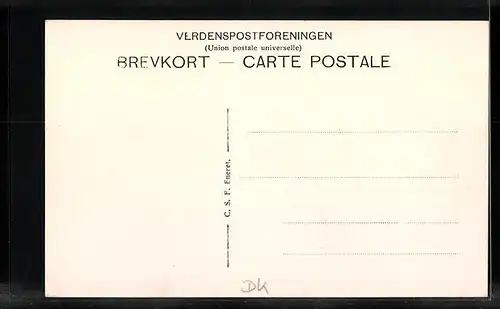 VERDENSPOSTFORENINGEN
(Union postale universelle)
BREVKORT — CARTE POSTALE
C. S. F. Eneret.
DK